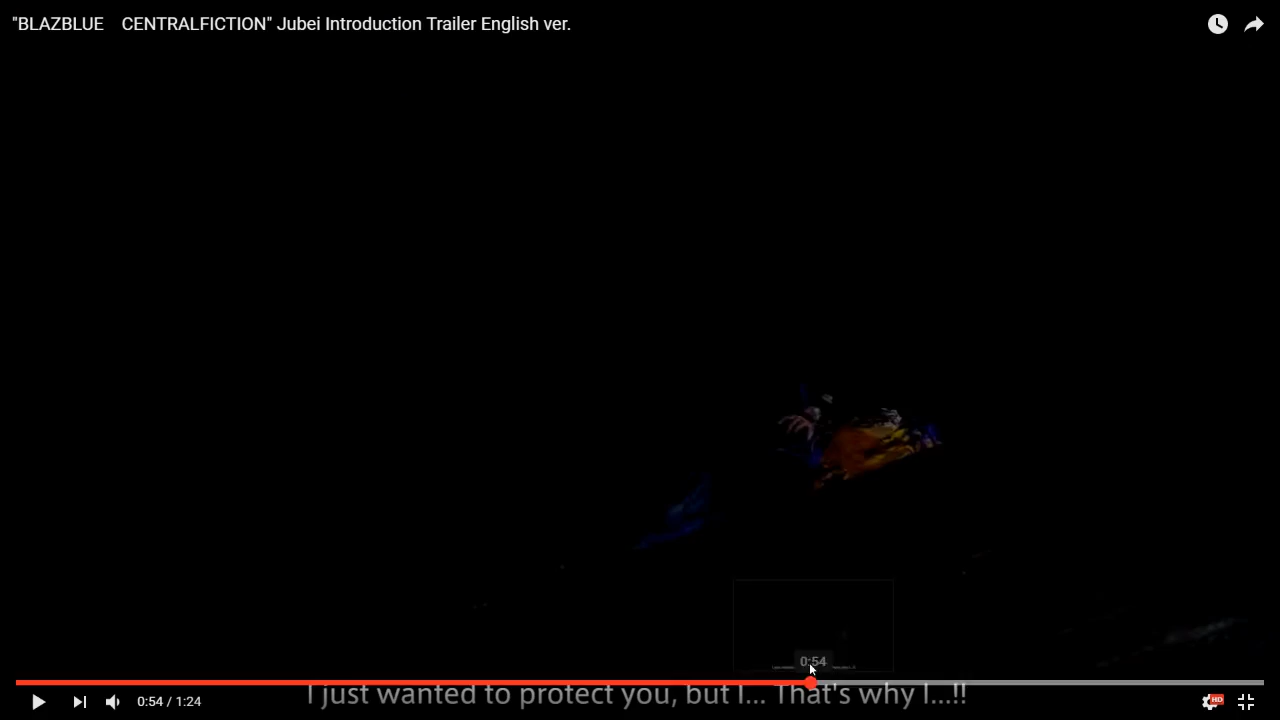 "BLAZBLUE CENTRALFICTION" Jubei Introduction Trailer English ver.
0:54
I just wanted to protect you, but I... That's why I...!!
0:54 / 1:24
HD